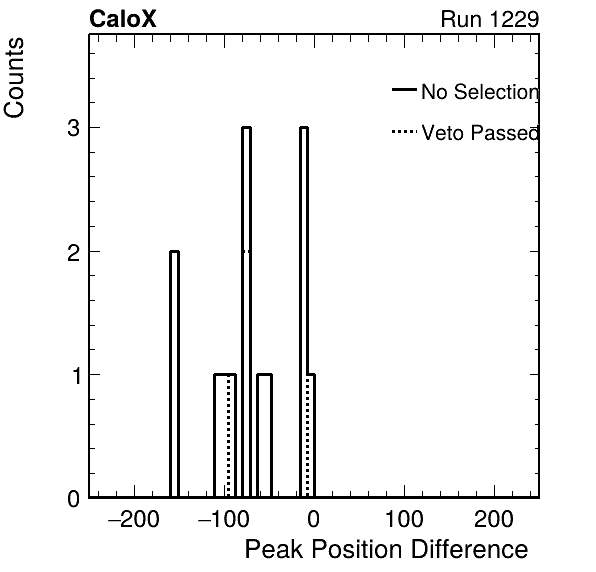 CaloX Run 1229
Counts
No Selection
Veto Passed
3
2
1
0
−200 −100 0 100 200
Peak Position Difference